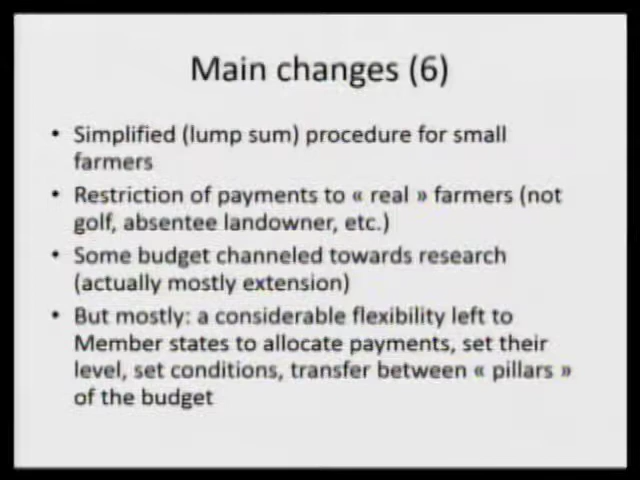 Main changes (6)
• Simplified (lump sum) procedure for small
farmers
• Restriction of payments to « real » farmers (not
golf, absentee landowner, etc.)
• Some budget channeled towards research
(actually mostly extension)
• But mostly: a considerable flexibility left to
Member states to allocate payments, set their
level, set conditions, transfer between « pillars »
of the budget